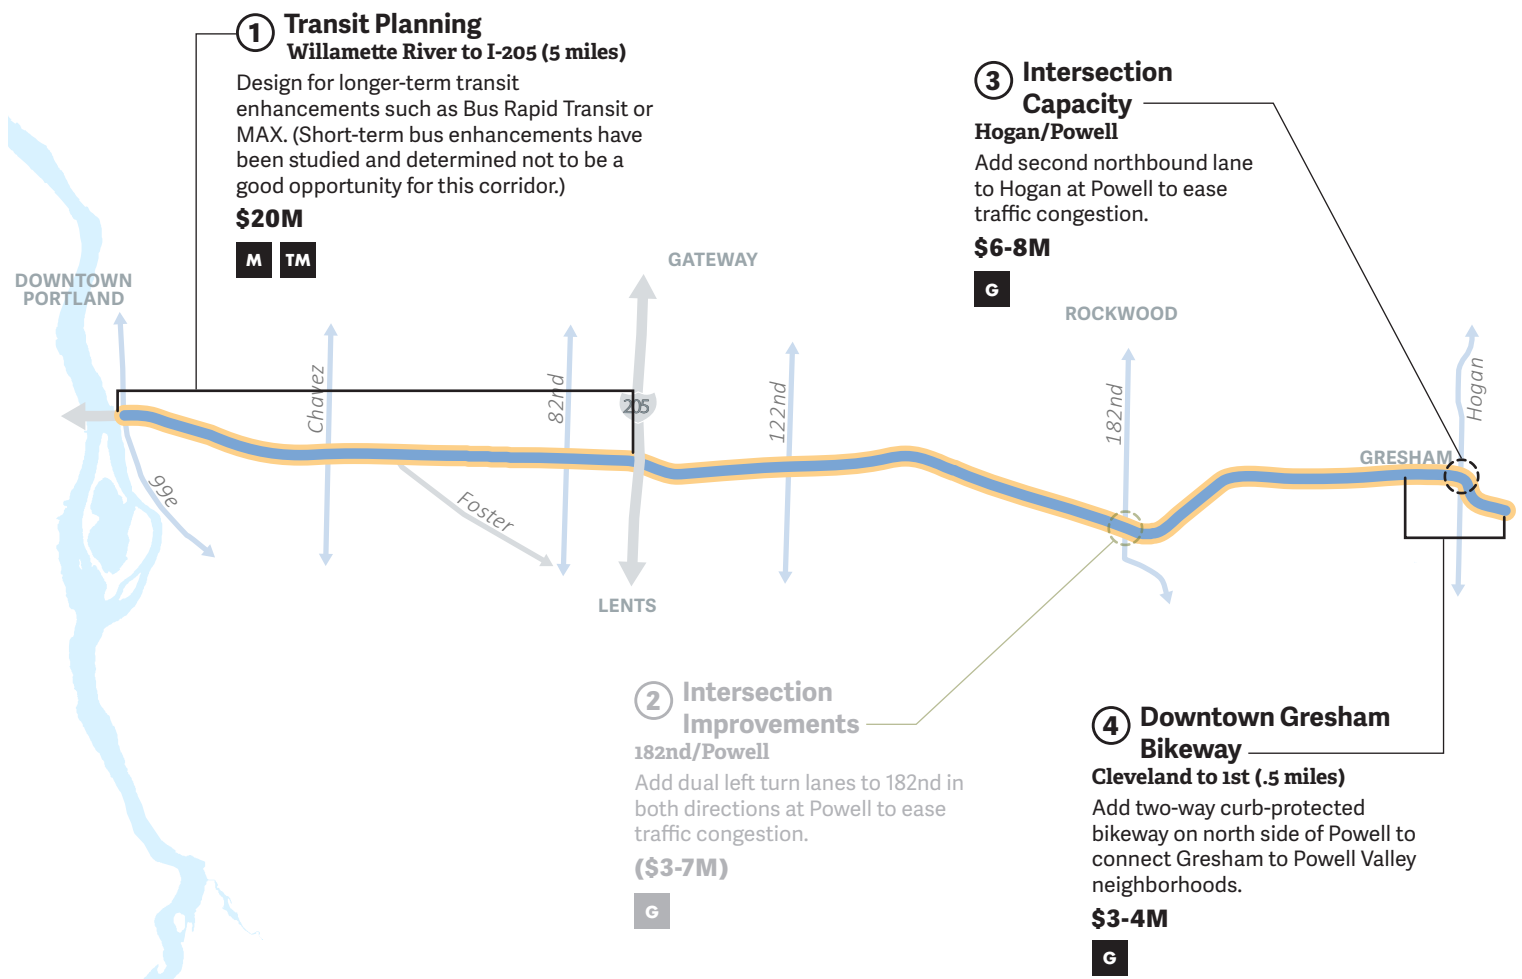 1 Transit Planning
Willamette River to I-205 (5 miles)
Design for longer-term transit
enhancements such as Bus Rapid Transit or
MAX. (Short-term bus enhancements have
been studied and determined not to be a
good opportunity for this corridor.)
$20M
M TM
3 Intersection
Capacity
Hogan/Powell
Add second northbound lane
to Hogan at Powell to ease
traffic congestion.
$6-8M
G
DOWNTOWN
PORTLAND
GATEWAY
ROCKWOOD
Chavez
82nd
205
122nd
182nd
Hogan
GRESHAM
99e
Foster
LENTS
2 Intersection
Improvements
182nd/Powell
Add dual left turn lanes to 182nd in
both directions at Powell to ease
traffic congestion.
($3-7M)
G
4 Downtown Gresham
Bikeway
Cleveland to 1st (.5 miles)
Add two-way curb-protected
bikeway on north side of Powell to
connect Gresham to Powell Valley
neighborhoods.
$3-4M
G